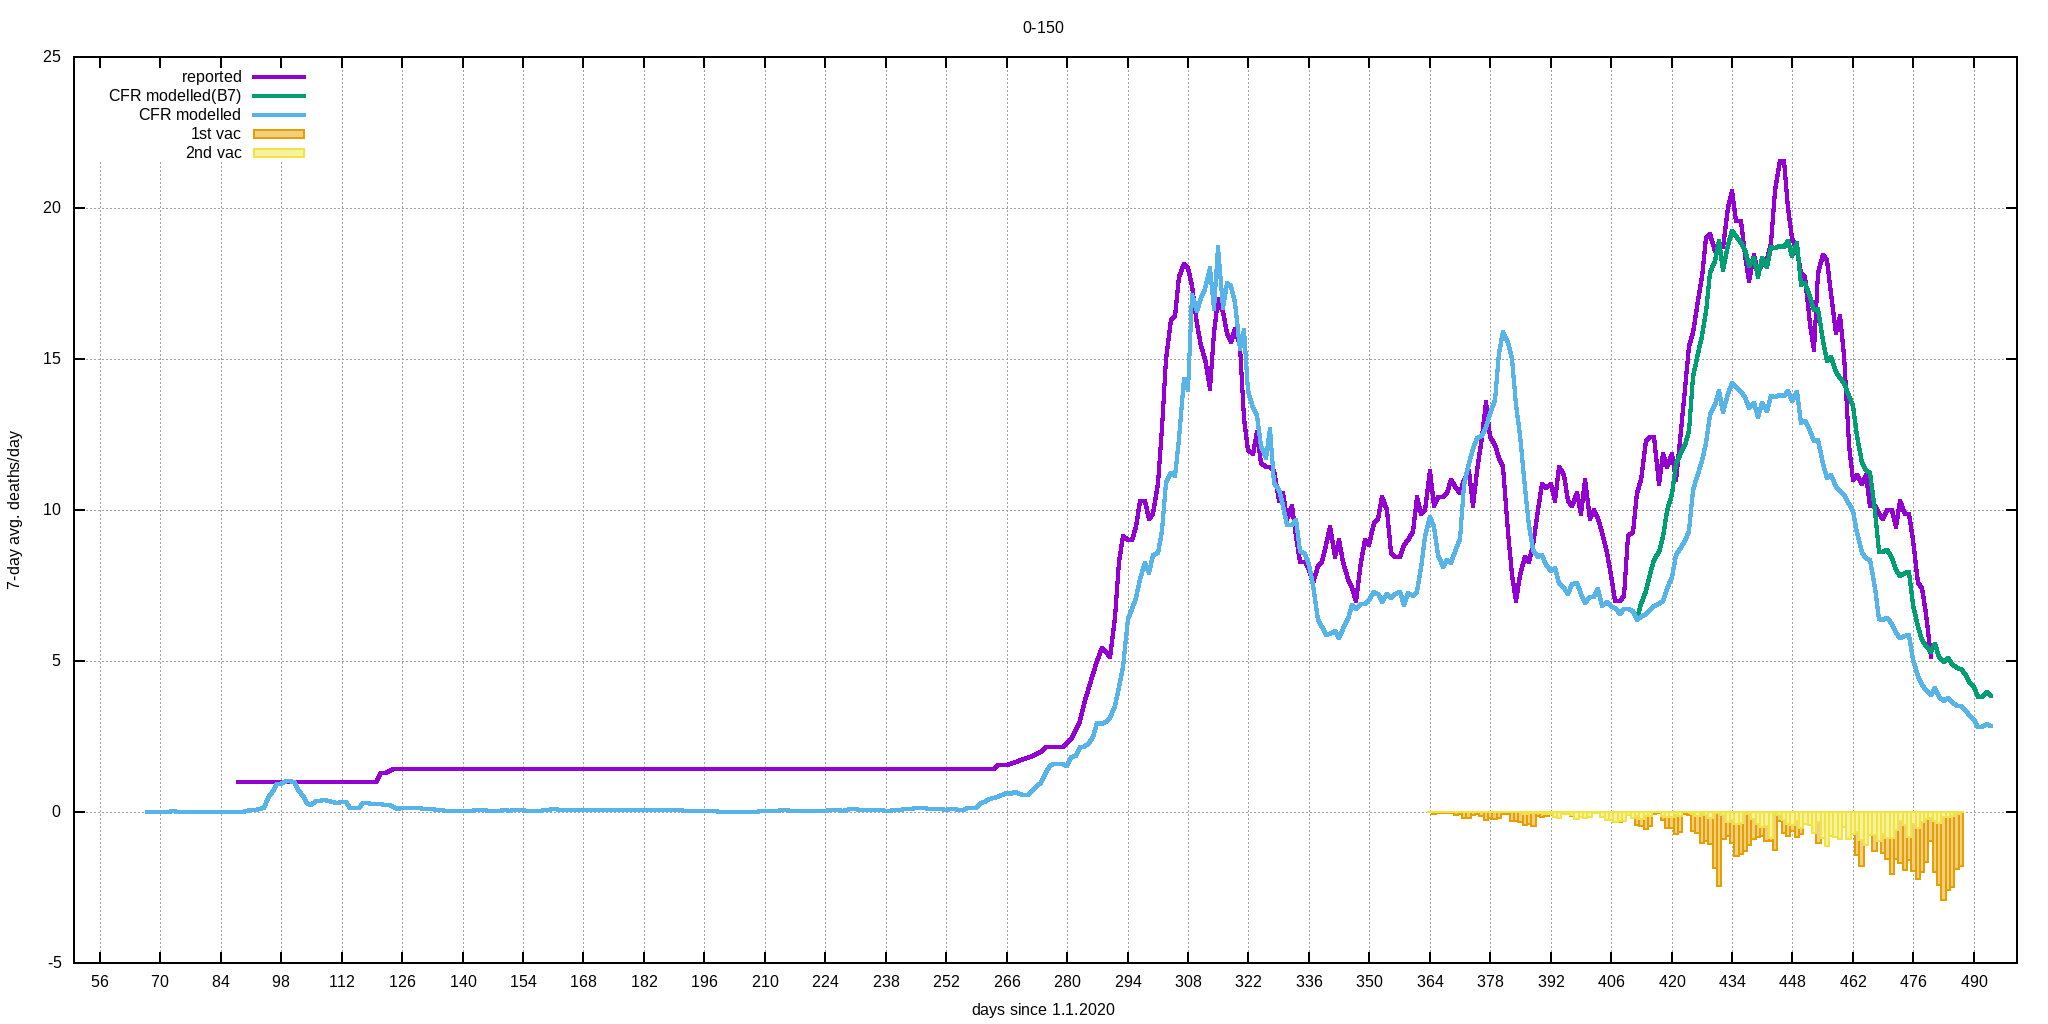 0-150
25
20
15
10
5
0
-5
7-day avg. deaths/day
reported
CFR modelled(B7)
CFR modelled
1st vac
2nd vac
56 70 84 98 112 126 140 154 168 182 196 210 224 238 252 266 280 294 308 322 336 350 364 378 392 406 420 434 448 462 476 490
days since 1.1.2020